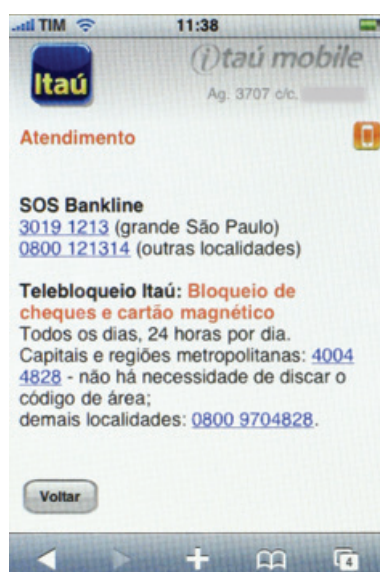 TIM 11:38
Itaú
itaú mobile
Ag. 3707 c/c.
Atendimento
SOS Bankline
3019 1213 (grande São Paulo)
0800 121314 (outras localidades)
Telebloqueio Itaú: Bloqueio de
cheques e cartão magnético
Todos os dias, 24 horas por dia.
Capitais e regiões metropolitanas: 4004
4828 - não há necessidade de discar o
código de área;
demais localidades: 0800 9704828.
Voltar
4